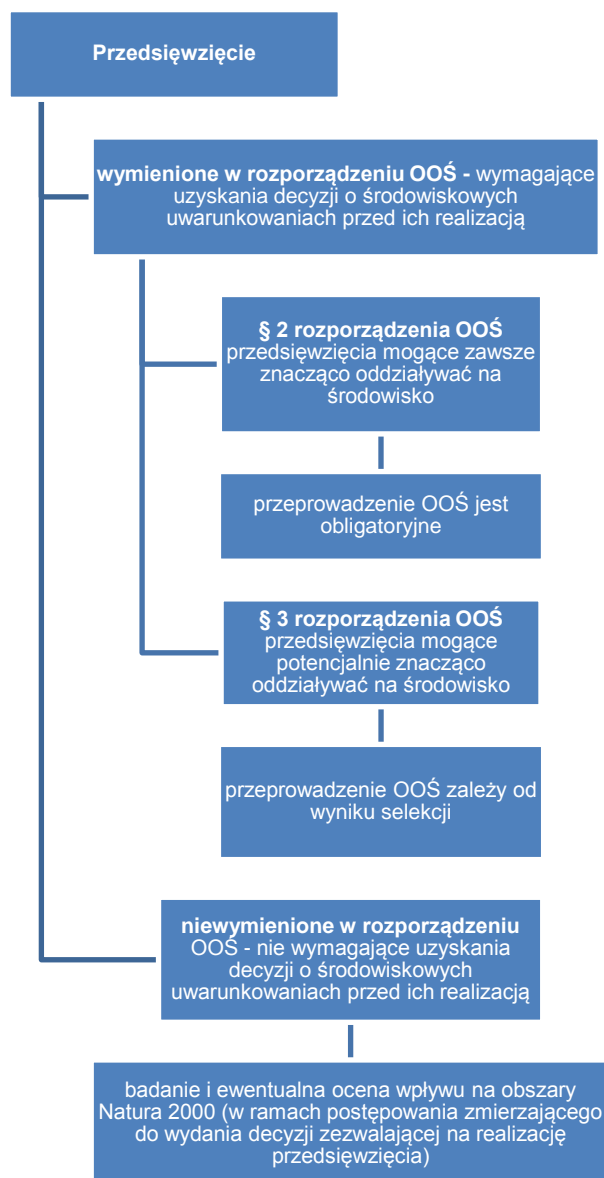 Przedsięwzięcie
wymienione w rozporządzeniu OOŚ - wymagające
uzyskania decyzji o środowiskowych
uwarunkowaniach przed ich realizacją
§ 2 rozporządzenia OOŚ
przedsięwzięcia mogące zawsze
znacząco oddziaływać na
środowisko
przeprowadzenie OOŚ jest
obligatoryjne
§ 3 rozporządzenia OOŚ
przedsięwzięcia mogące
potencjalnie znacząco
oddziaływać na środowisko
przeprowadzenie OOŚ zależy od
wyniku selekcji
niewymienione w rozporządzeniu
OOŚ - nie wymagające uzyskania
decyzji o środowiskowych
uwarunkowaniach przed ich realizacją
badanie i ewentualna ocena wpływu na obszary
Natura 2000 (w ramach postępowania zmierzającego
do wydania decyzji zezwalającej na realizację
przedsięwzięcia)